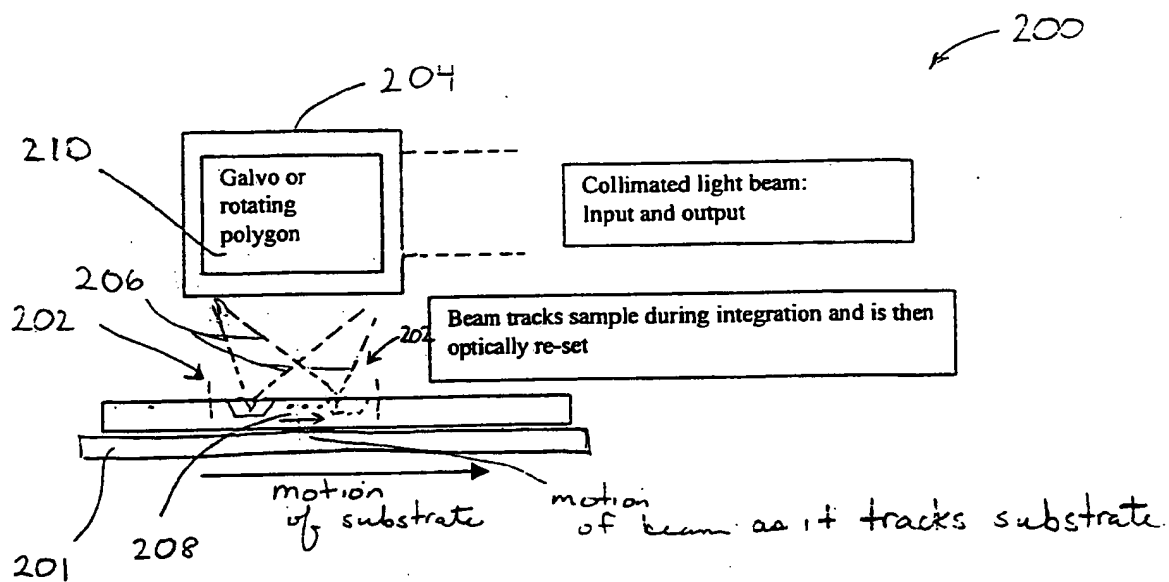 200
204
210
Galvo or
rotating
polygon
Collimated light beam:
Input and output
206
202
202
Beam tracks sample during integration and is then
optically re-set
motion
of substrate
motion
of beam as it tracks substrate
208
201